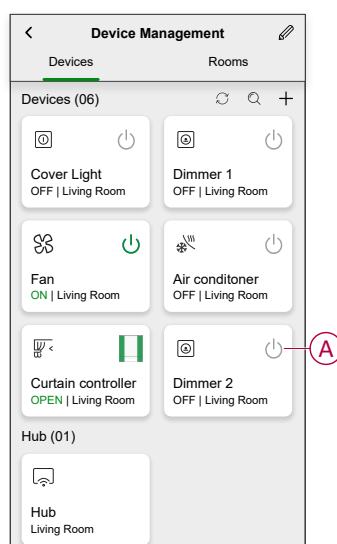 Device Management
Devices Rooms
Devices (06)
Cover Light
OFF | Living Room
Dimmer 1
OFF | Living Room
Fan
ON | Living Room
Air conditoner
OFF | Living Room
Curtain controller
OPEN | Living Room
Dimmer 2
OFF | Living Room
A
Hub (01)
Hub
Living Room